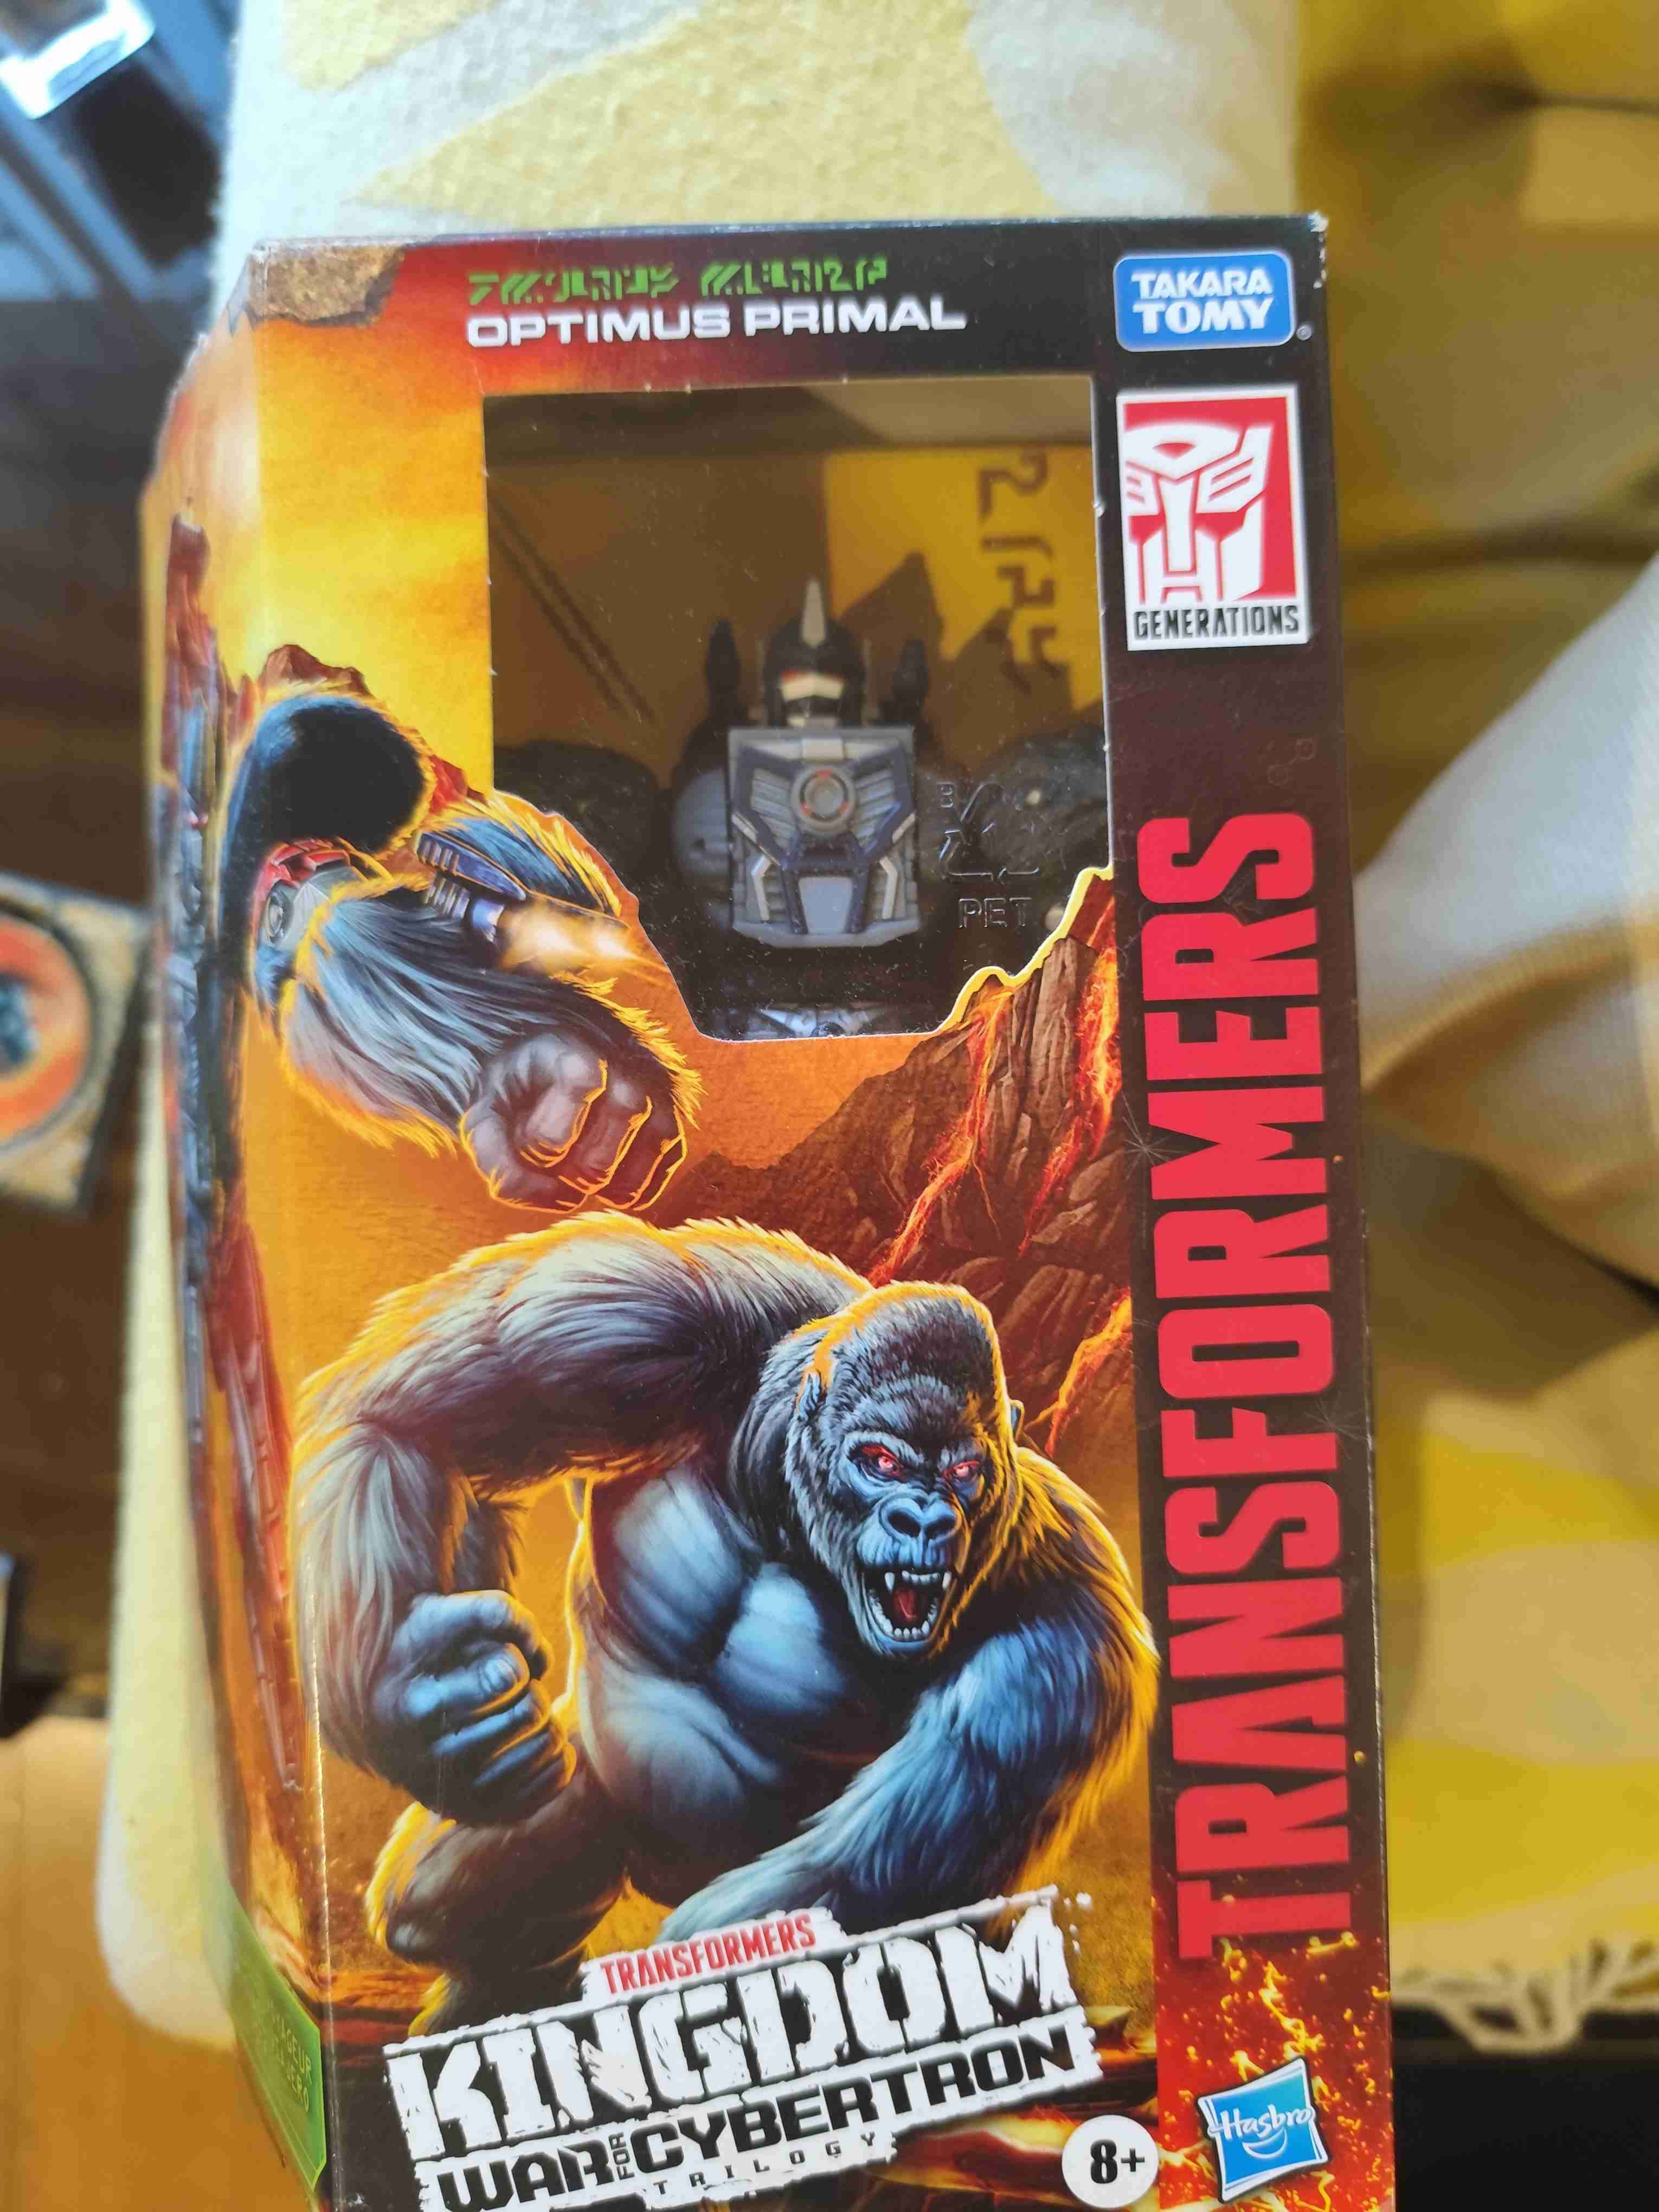 OPTIMUS PRIMAL
TAKARA
TOMY
GENERATIONS
PET
TRANSFORMERS
TRANSFORMERS
KINGDOM
WAR FOR CYBERTRON
TRILOGY
8+
Hasbro